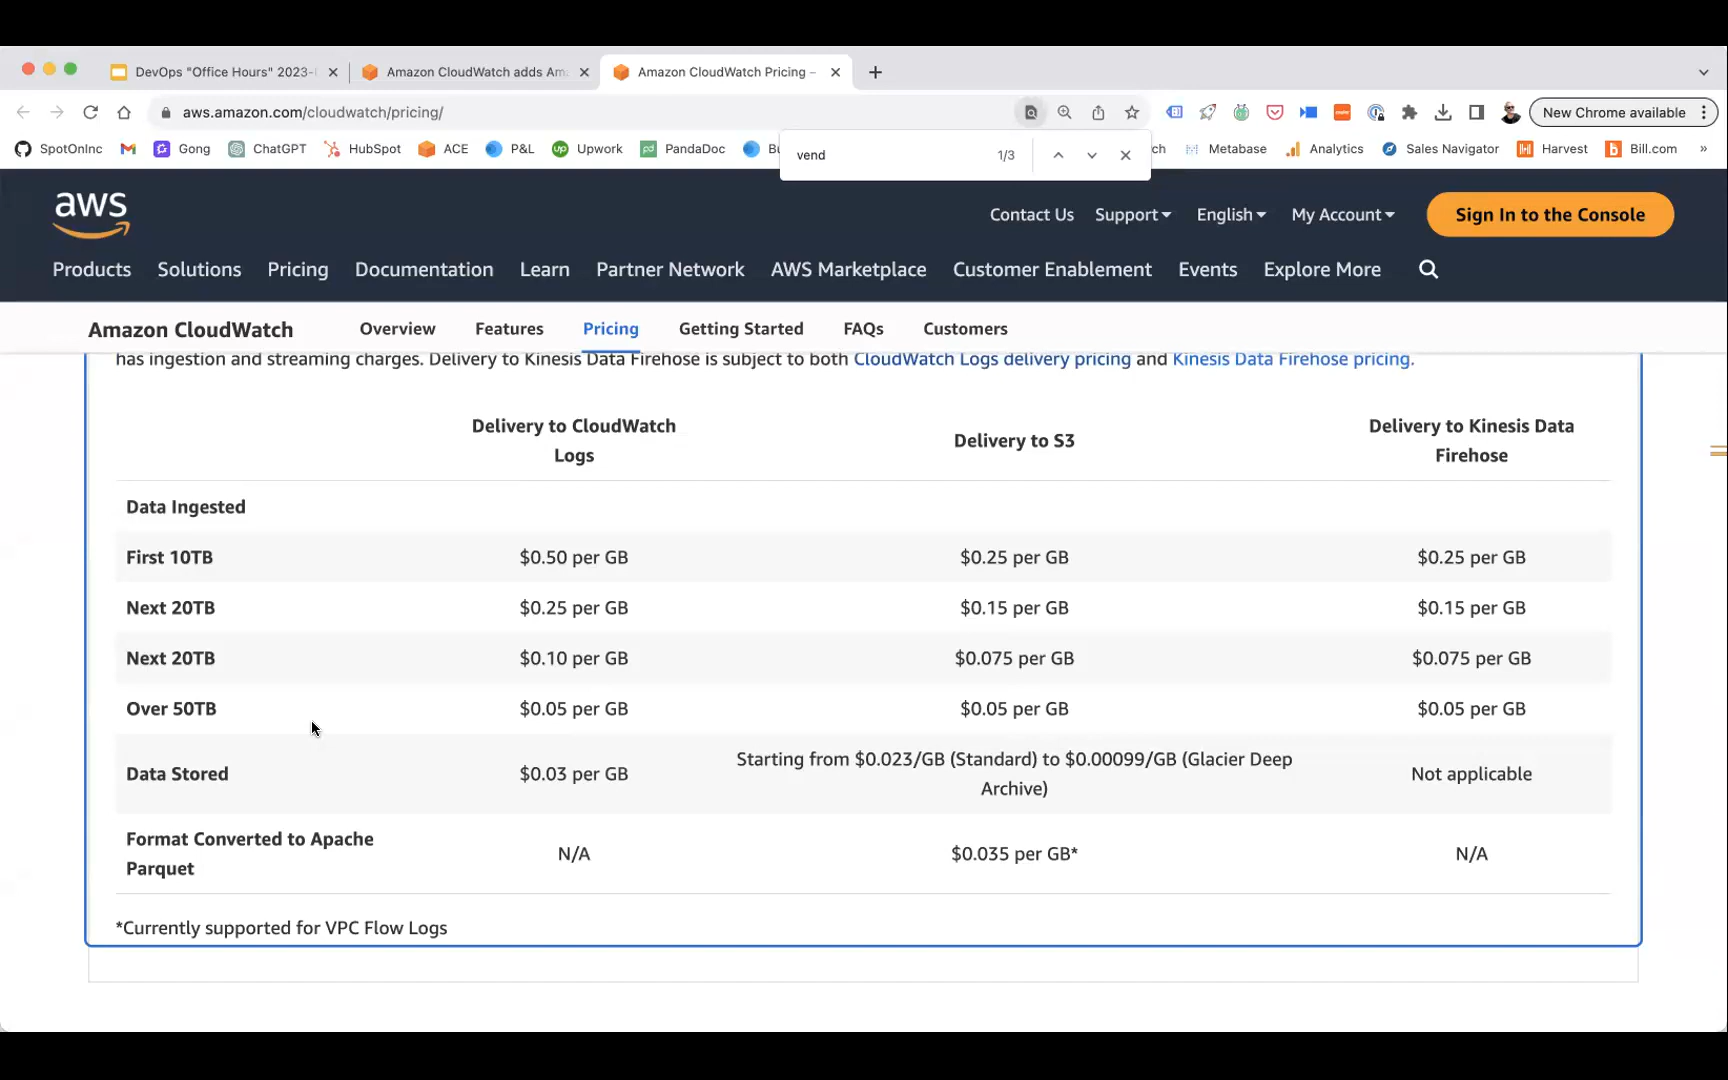 DevOps "Office Hours" 2023-
Amazon CloudWatch adds Am
Amazon CloudWatch Pricing –
aws.amazon.com/cloudwatch/pricing/
New Chrome available
SpotOnInc
Gong
ChatGPT
HubSpot
ACE
P&L
Upwork
PandaDoc
Bu
vend
1/3
rch
Metabase
Analytics
Sales Navigator
Harvest
Bill.com
»
aws
Contact Us
Support
English
My Account
Sign In to the Console
Products
Solutions
Pricing
Documentation
Learn
Partner Network
AWS Marketplace
Customer Enablement
Events
Explore More
Amazon CloudWatch
Overview
Features
Pricing
Getting Started
FAQs
Customers
has ingestion and streaming charges. Delivery to Kinesis Data Firehose is subject to both CloudWatch Logs delivery pricing and Kinesis Data Firehose pricing.
Delivery to CloudWatch
Logs
Delivery to S3
Delivery to Kinesis Data
Firehose
Data Ingested
First 10TB $0.50 per GB $0.25 per GB $0.25 per GB
Next 20TB $0.25 per GB $0.15 per GB $0.15 per GB
Next 20TB $0.10 per GB $0.075 per GB $0.075 per GB
Over 50TB $0.05 per GB $0.05 per GB $0.05 per GB
Data Stored $0.03 per GB
Starting from $0.023/GB (Standard) to $0.00099/GB (Glacier Deep
Archive)
Not applicable
Format Converted to Apache
Parquet
N/A $0.035 per GB* N/A
*Currently supported for VPC Flow Logs